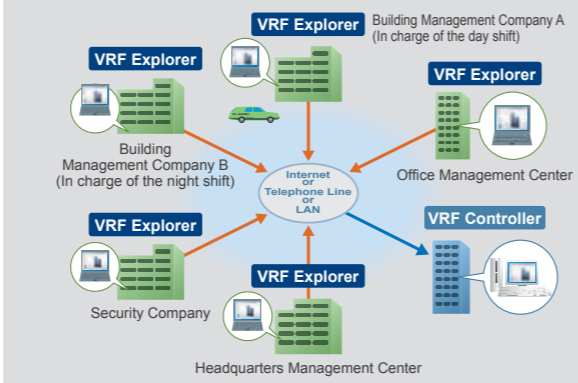 VRF Explorer
Building Management Company A
(In charge of the day shift)
VRF Explorer
Building
Management Company B
(In charge of the night shift)
VRF Explorer
Office Management Center
Internet
or
Telephone Line
or
LAN
VRF Explorer
Security Company
VRF Controller
VRF Explorer
Headquarters Management Center